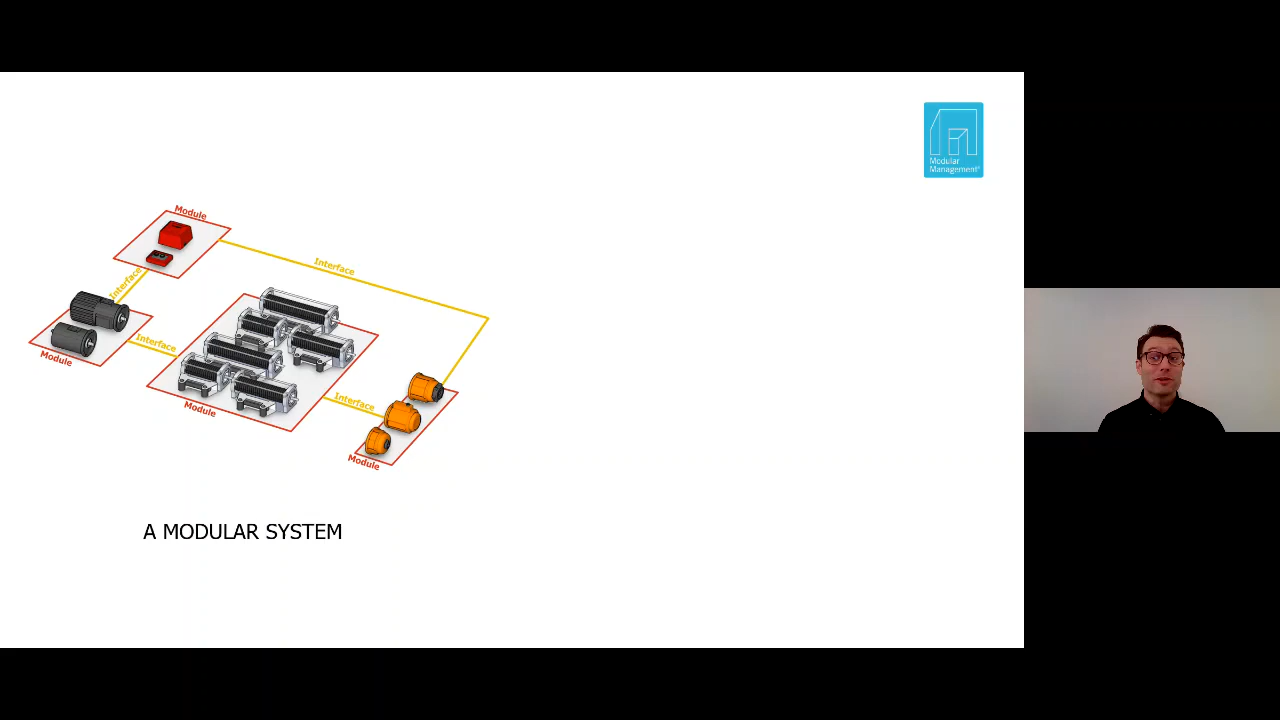 Modular
Management®
Module
Interface
Interface
Interface
Module
Module
Interface
Module
A MODULAR SYSTEM